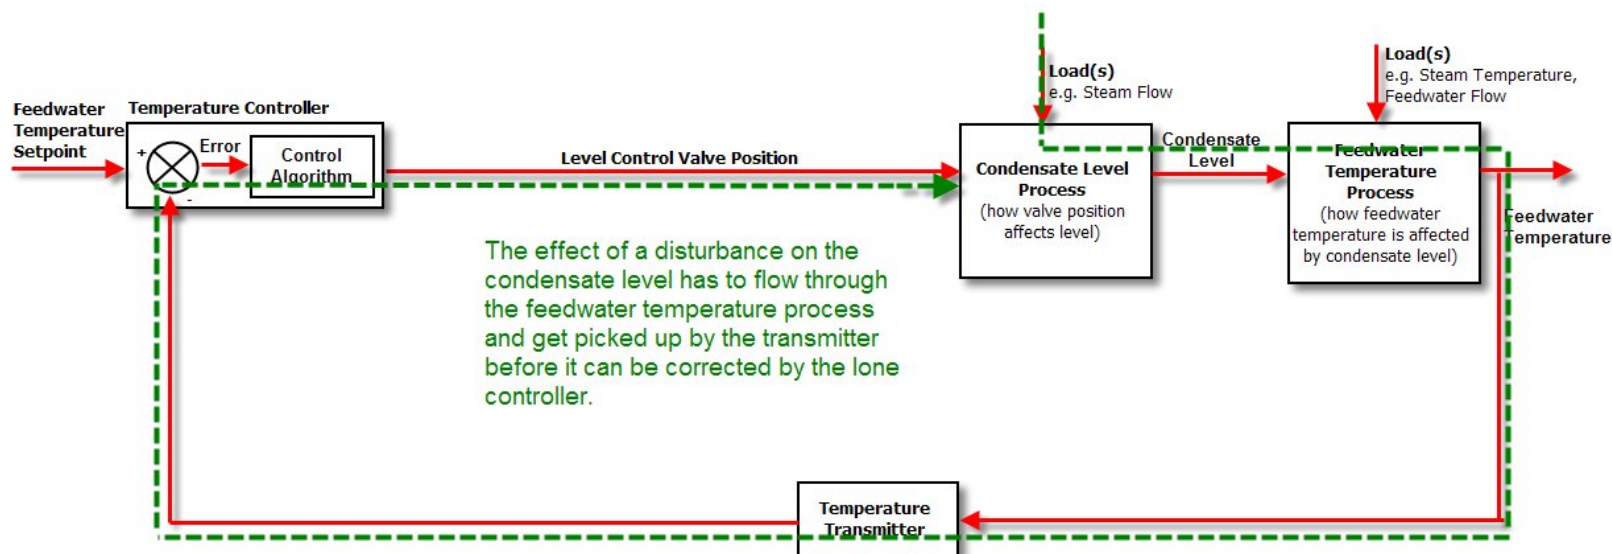 Feedwater
Temperature
Setpoint
Temperature Controller
+
Error
-
Control
Algorithm
Level Control Valve Position
Load(s)
e.g. Steam Flow
Condensate Level
Process
(how valve position
affects level)
Condensate
Level
Load(s)
e.g. Steam Temperature,
Feedwater Flow
Feedwater
Temperature
Process
(how feedwater
temperature is affected
by condensate level)
Feedwater
Temperature
The effect of a disturbance on the
condensate level has to flow through
the feedwater temperature process
and get picked up by the transmitter
before it can be corrected by the lone
controller.
Temperature
Transmitter